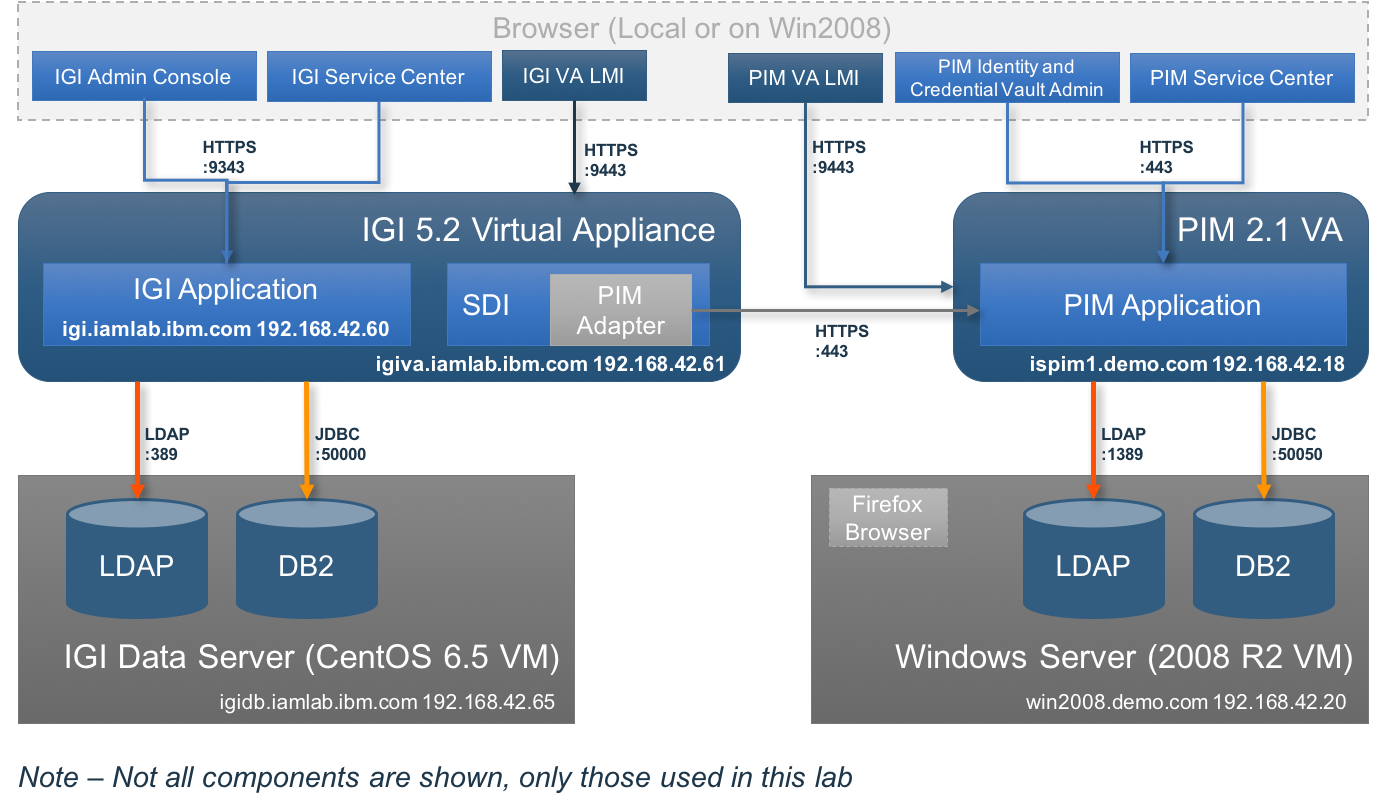 Browser (Local or on Win2008)
IGI Admin Console
IGI Service Center
IGI VA LMI
PIM VA LMI
PIM Identity and
Credential Vault Admin
PIM Service Center
HTTPS
:9343
HTTPS
:9443
HTTPS
:9443
HTTPS
:443
IGI 5.2 Virtual Appliance
IGI Application
igi.iamlab.ibm.com 192.168.42.60
SDI
PIM
Adapter
igiva.iamlab.ibm.com 192.168.42.61
HTTPS
:443
PIM 2.1 VA
PIM Application
ispim1.demo.com 192.168.42.18
LDAP
:389
JDBC
:50000
LDAP
:1389
JDBC
:50050
LDAP
DB2
IGI Data Server (CentOS 6.5 VM)
igidb.iamlab.ibm.com 192.168.42.65
Firefox
Browser
LDAP
DB2
Windows Server (2008 R2 VM)
win2008.demo.com 192.168.42.20
Note – Not all components are shown, only those used in this lab